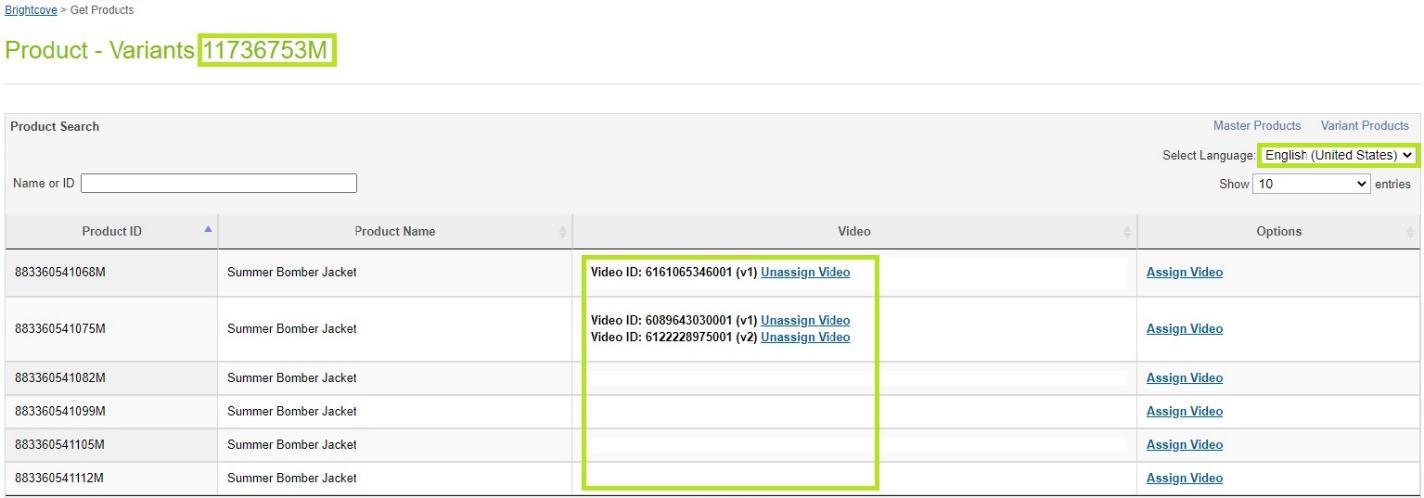 Brightcove > Get Products
Product - Variants 11736753M
Product Search
Master Products Variant Products
Select Language: English (United States)
Name or ID
Show 10 entries
Product ID Product Name Video Options
883360541068M Summer Bomber Jacket Video ID: 6161065346001 (v1) Unassign Video Assign Video
883360541075M Summer Bomber Jacket Video ID: 6089643030001 (v1) Unassign Video Assign Video
Video ID: 6122228975001 (v2) Unassign Video
883360541082M Summer Bomber Jacket Assign Video
883360541099M Summer Bomber Jacket Assign Video
883360541105M Summer Bomber Jacket Assign Video
883360541112M Summer Bomber Jacket Assign Video